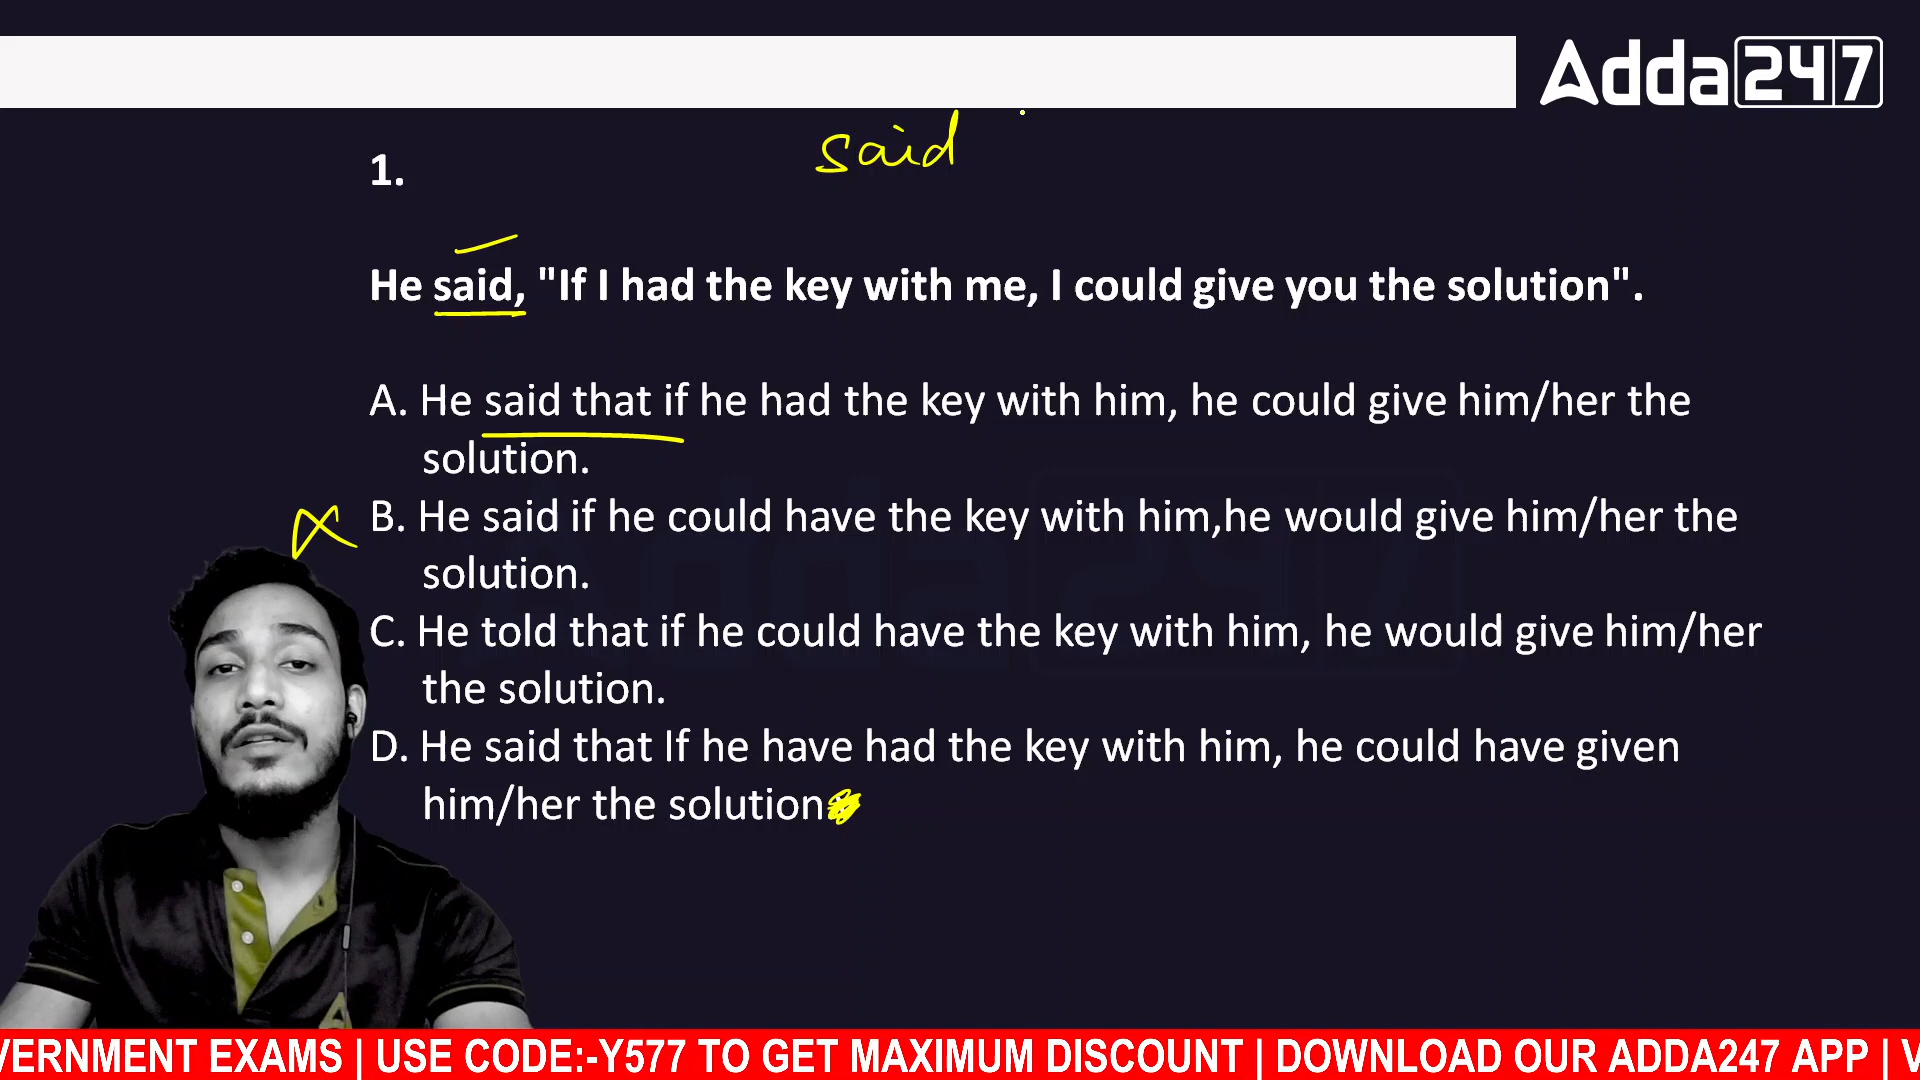 Adda247
said
1.
He said, "If I had the key with me, I could give you the solution".
A. He said that if he had the key with him, he could give him/her the
solution.
B. He said if he could have the key with him,he would give him/her the
solution.
C. He told that if he could have the key with him, he would give him/her
the solution.
D. He said that If he have had the key with him, he could have given
him/her the solution
VERNMENT EXAMS | USE CODE:-Y577 TO GET MAXIMUM DISCOUNT | DOWNLOAD OUR ADDA247 APP | V